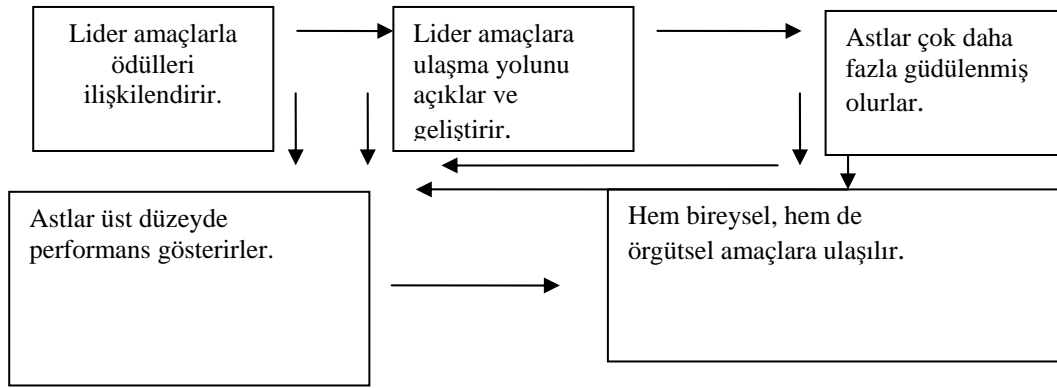 Lider amaçlarla
ödülleri
ilişkilendirir.
Lider amaçlara
ulaşma yolunu
açıklar ve
geliştirir.
Astlar çok daha
fazla güdülenmiş
olurlar.
Astlar üst düzeyde
performans gösterirler.
Hem bireysel, hem de
örgütsel amaçlara ulaşılır.